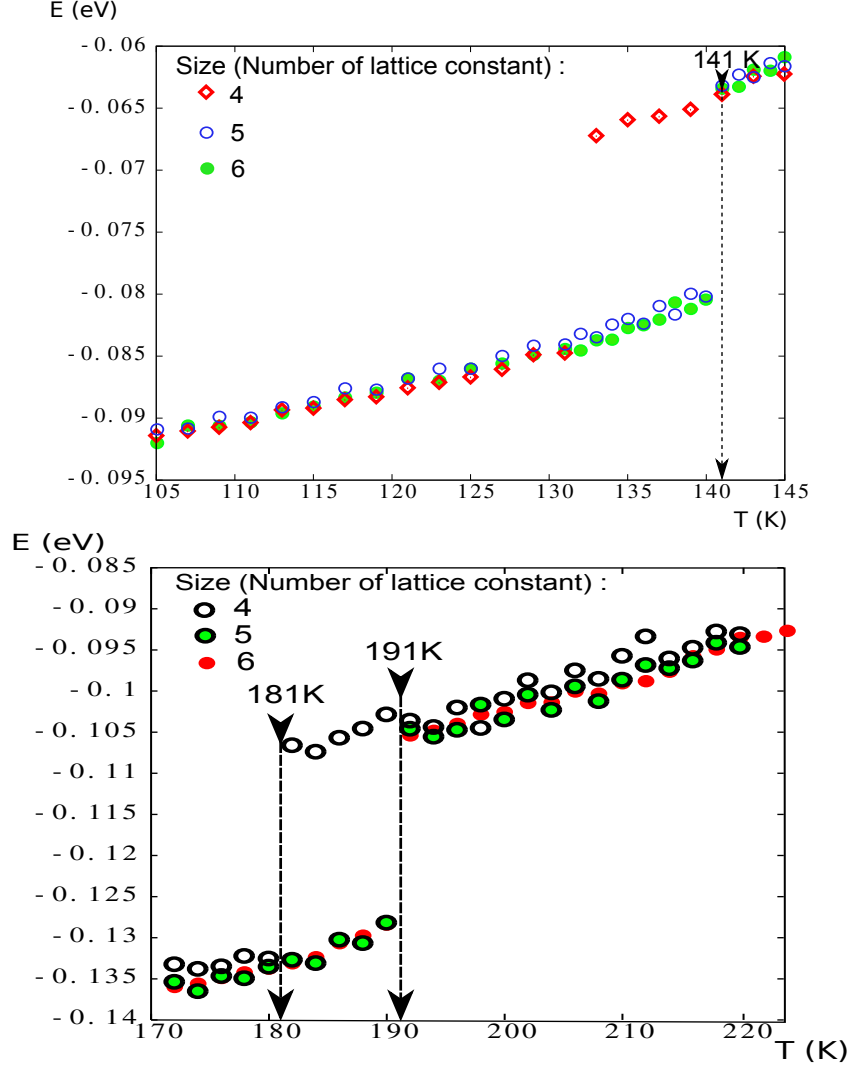 E (eV)
-0.06
141 K
Size (Number of lattice constant) :
-0.065
4
5
-0.07
6
-0.075
-0.08
-0.085
-0.09
-0.095
105 110 115 120 125 130 135 140 145
T (K)
E (eV)
-0.085
Size (Number of lattice constant) :
-0.09
4
5
-0.095
6
191K
-0.1
181K
-0.105
-0.11
-0.115
-0.12
-0.125
-0.13
-0.135
-0.14
170 180 190 200 210 220
T (K)